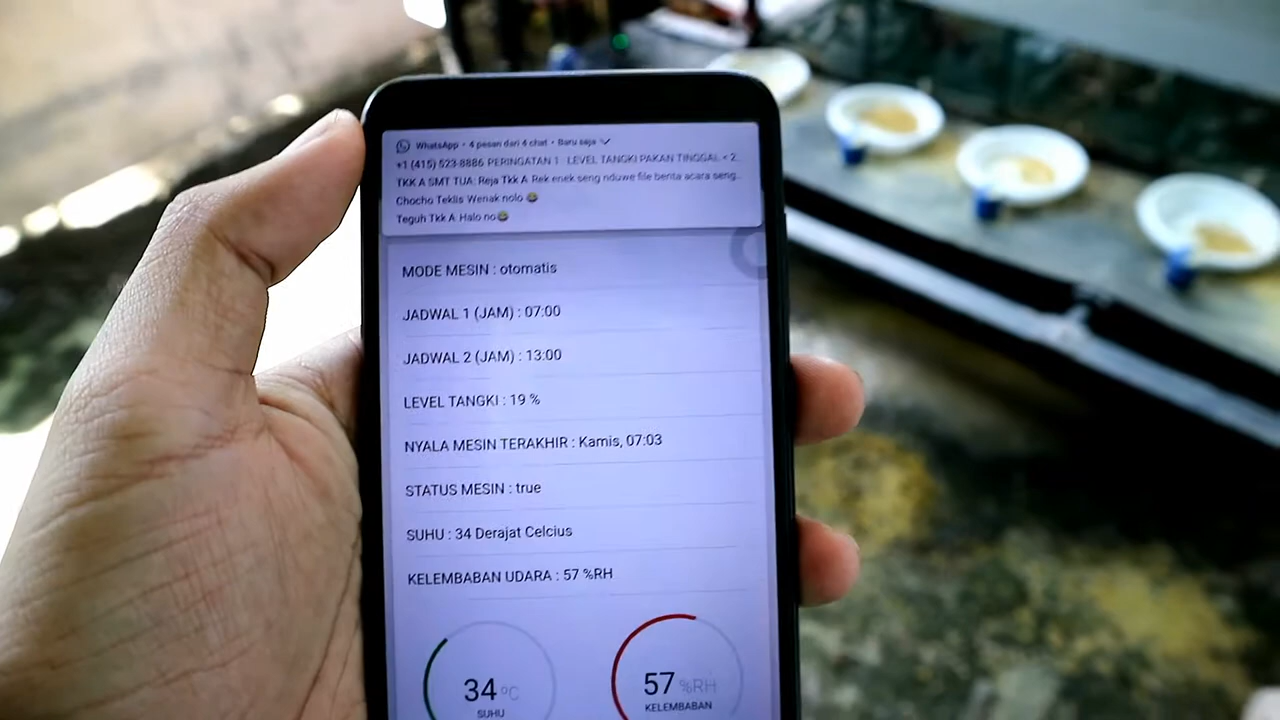 WhatsApp • 4 pesan dari 4 chat • Baru saja
+1 (415) 523-8886 PERINGATAN 1 LEVEL TANGKI PAKAN TINGGAL < 2..
TKK A SMT TUA: Reja Tkk A Rek enek seng nduwe file berita acara seng..
Chocho Teklis Wenak nolo 😂
Teguh Tkk A Halo no😂
MODE MESIN : otomatis
JADWAL 1 (JAM) : 07:00
JADWAL 2 (JAM) : 13:00
LEVEL TANGKI : 19 %
NYALA MESIN TERAKHIR : Kamis, 07:03
STATUS MESIN : true
SUHU : 34 Derajat Celcius
KELEMBABAN UDARA : 57 %RH
34 °C
SUHU
57 %RH
KELEMBABAN